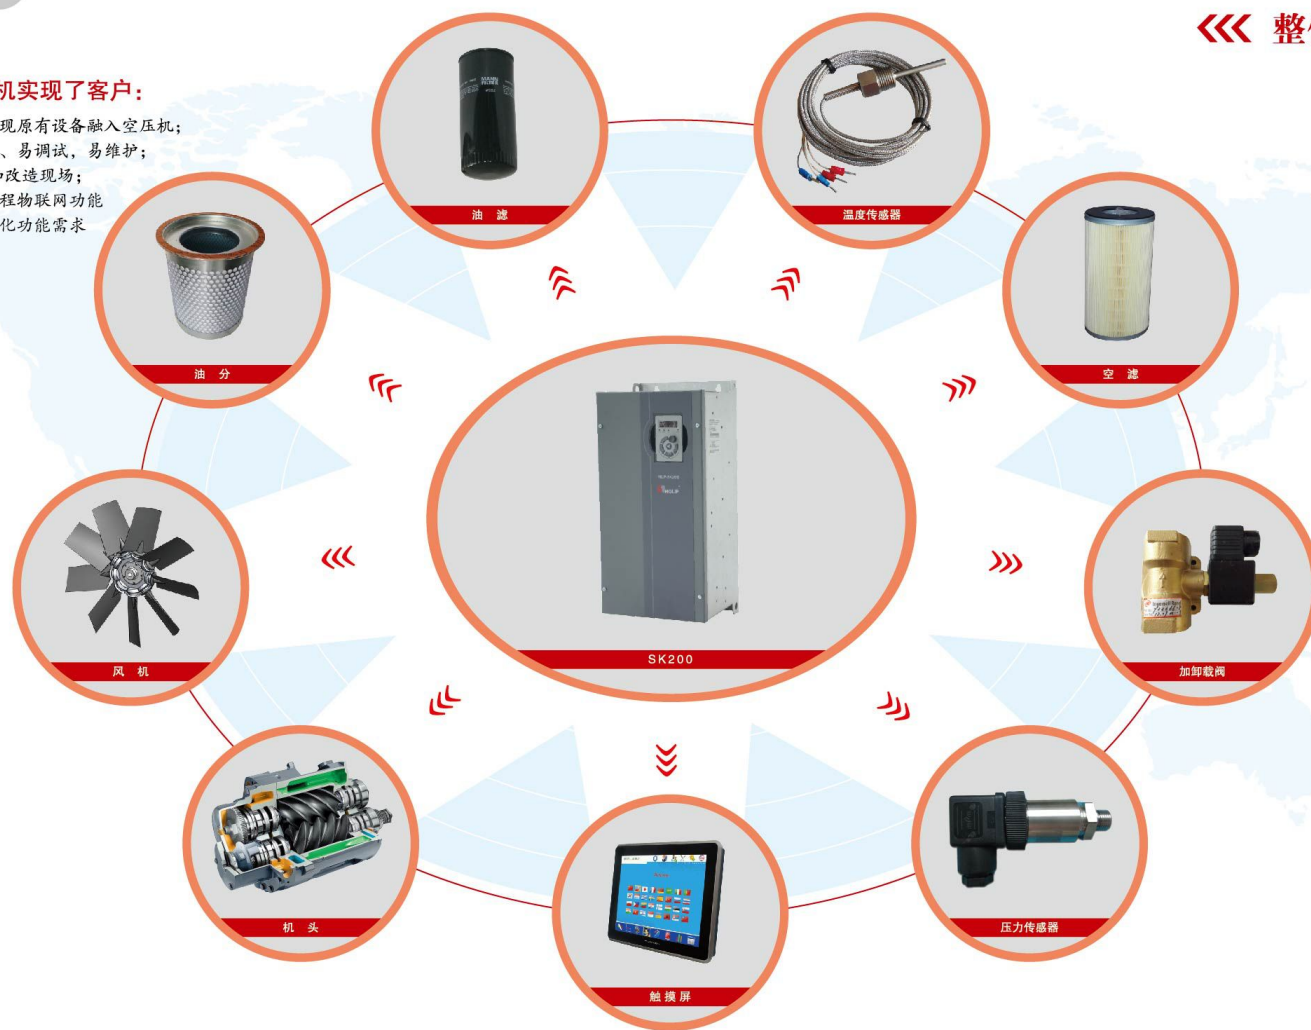 整
机实现了客户：
现原有设备融入空压机；
、易调试，易维护；
改造现场；
程物联网功能
化功能需求
油 滤
温度传感器
油 分
空 滤
SK200
风 机
加卸载阀
机 头
压力传感器
触摸屏